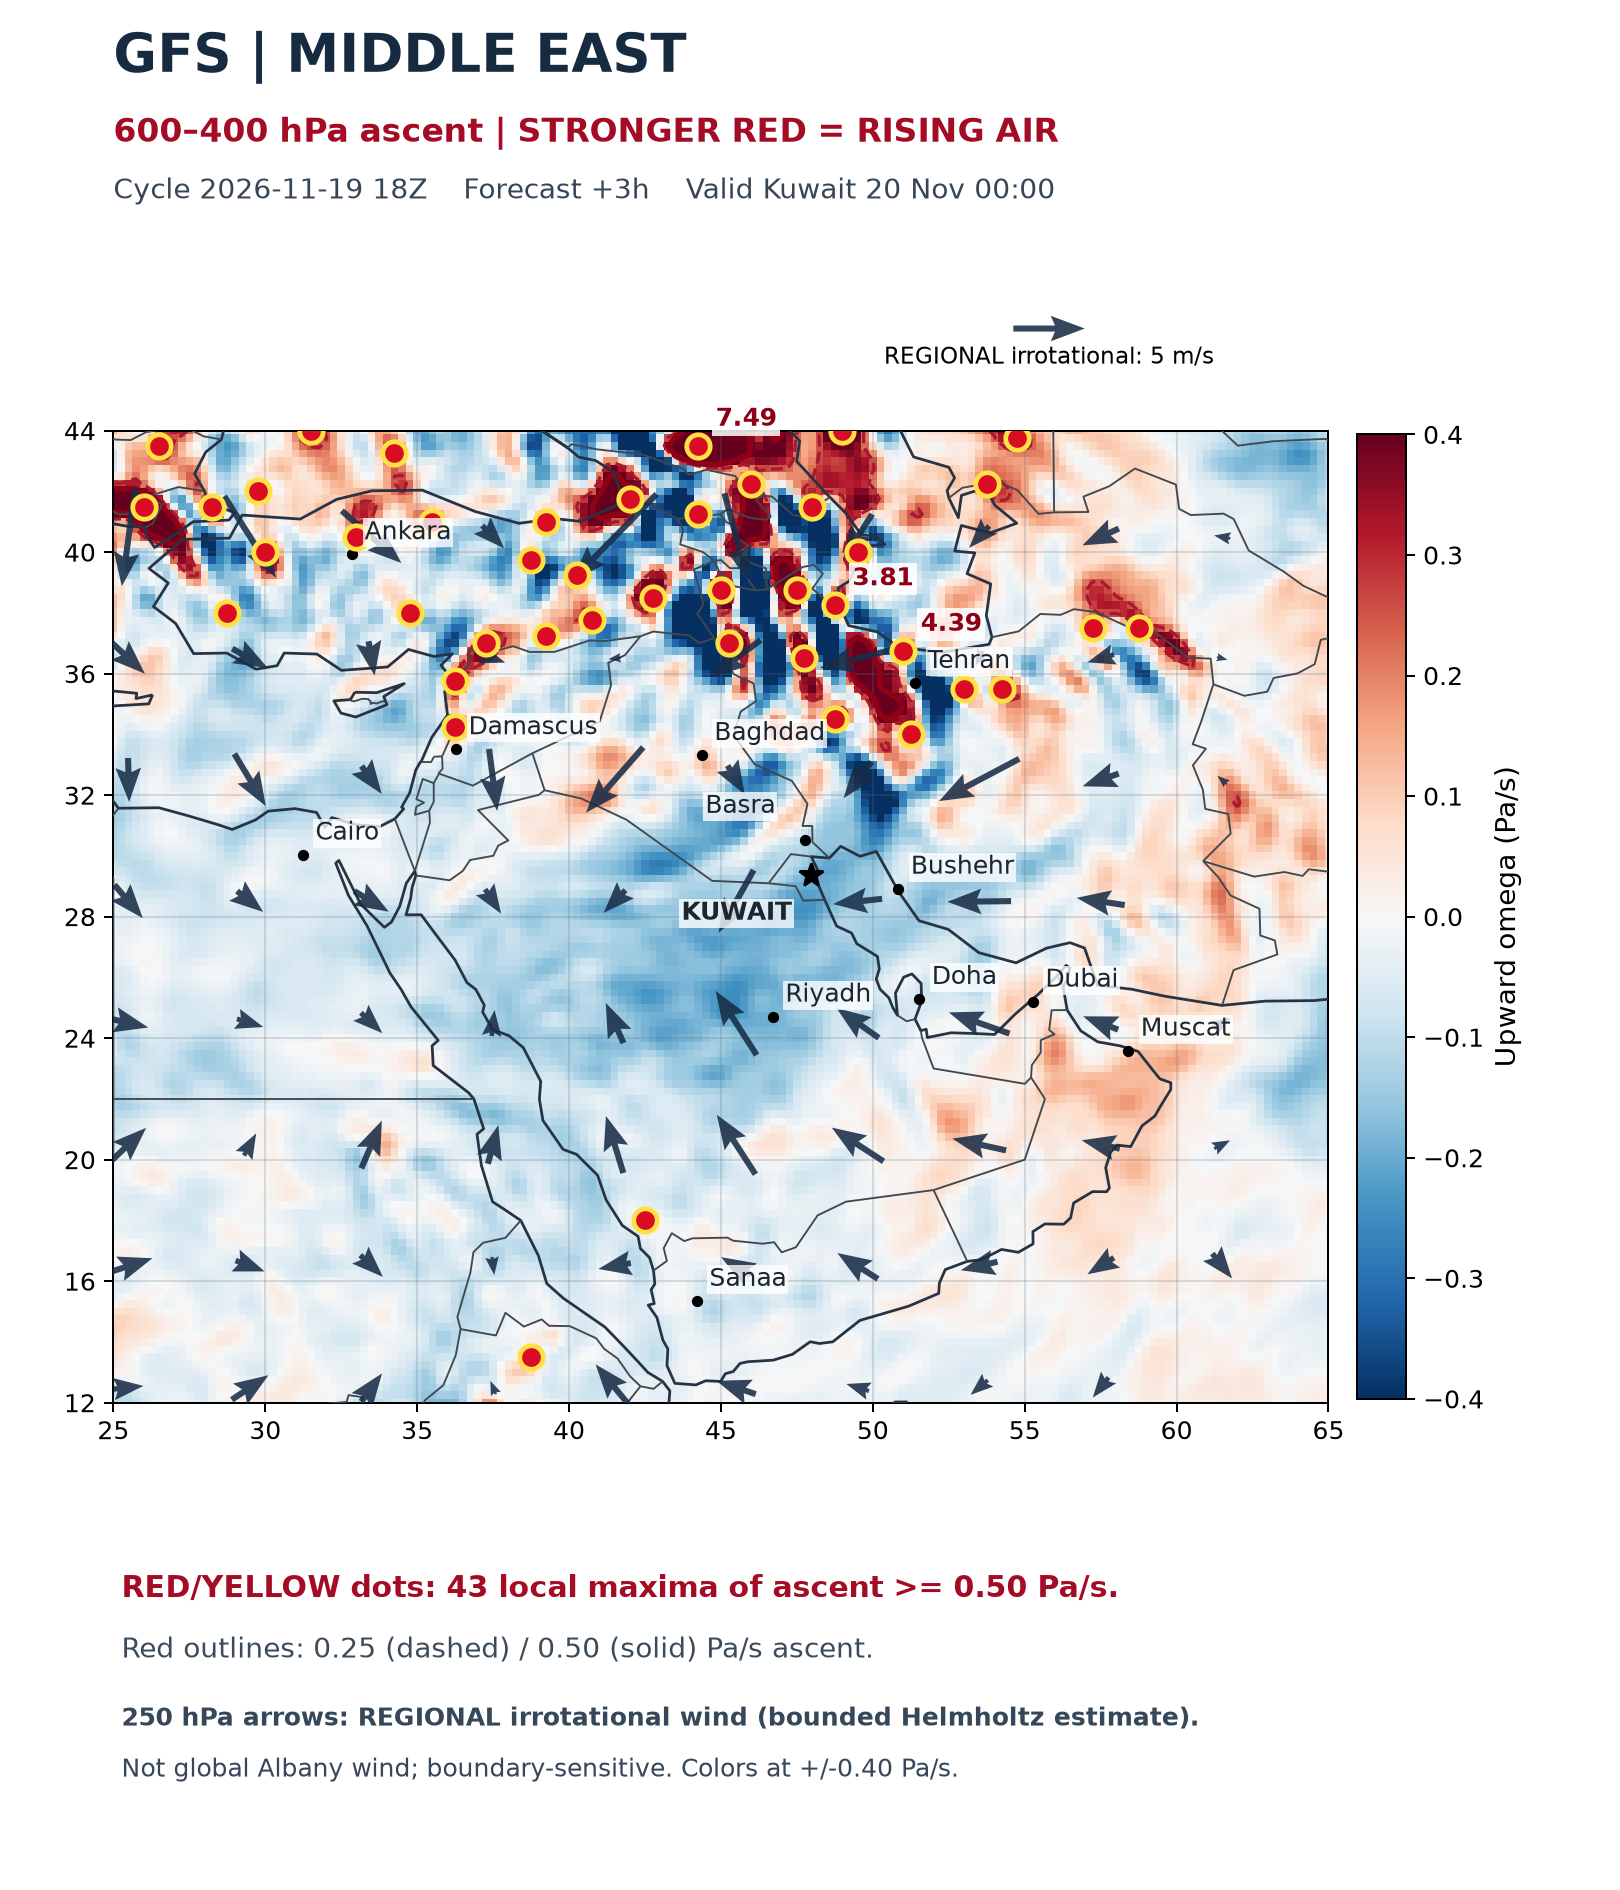 GFS | MIDDLE EAST
600–400 hPa ascent | STRONGER RED = RISING AIR
Cycle 2026-11-19 18Z    Forecast +3h    Valid Kuwait 20 Nov 00:00
REGIONAL irrotational: 5 m/s
7.49
3.81
4.39
Ankara
Tehran
Damascus
Baghdad
Basra
Cairo
Bushehr
KUWAIT
Doha
Dubai
Riyadh
Muscat
Sanaa
44
40
36
32
28
24
20
16
12
25 30 35 40 45 50 55 60 65
0.4
0.3
0.2
0.1
0.0
−0.1
−0.2
−0.3
−0.4
Upward omega (Pa/s)
RED/YELLOW dots: 43 local maxima of ascent >= 0.50 Pa/s.
Red outlines: 0.25 (dashed) / 0.50 (solid) Pa/s ascent.
250 hPa arrows: REGIONAL irrotational wind (bounded Helmholtz estimate).
Not global Albany wind; boundary-sensitive. Colors at +/-0.40 Pa/s.